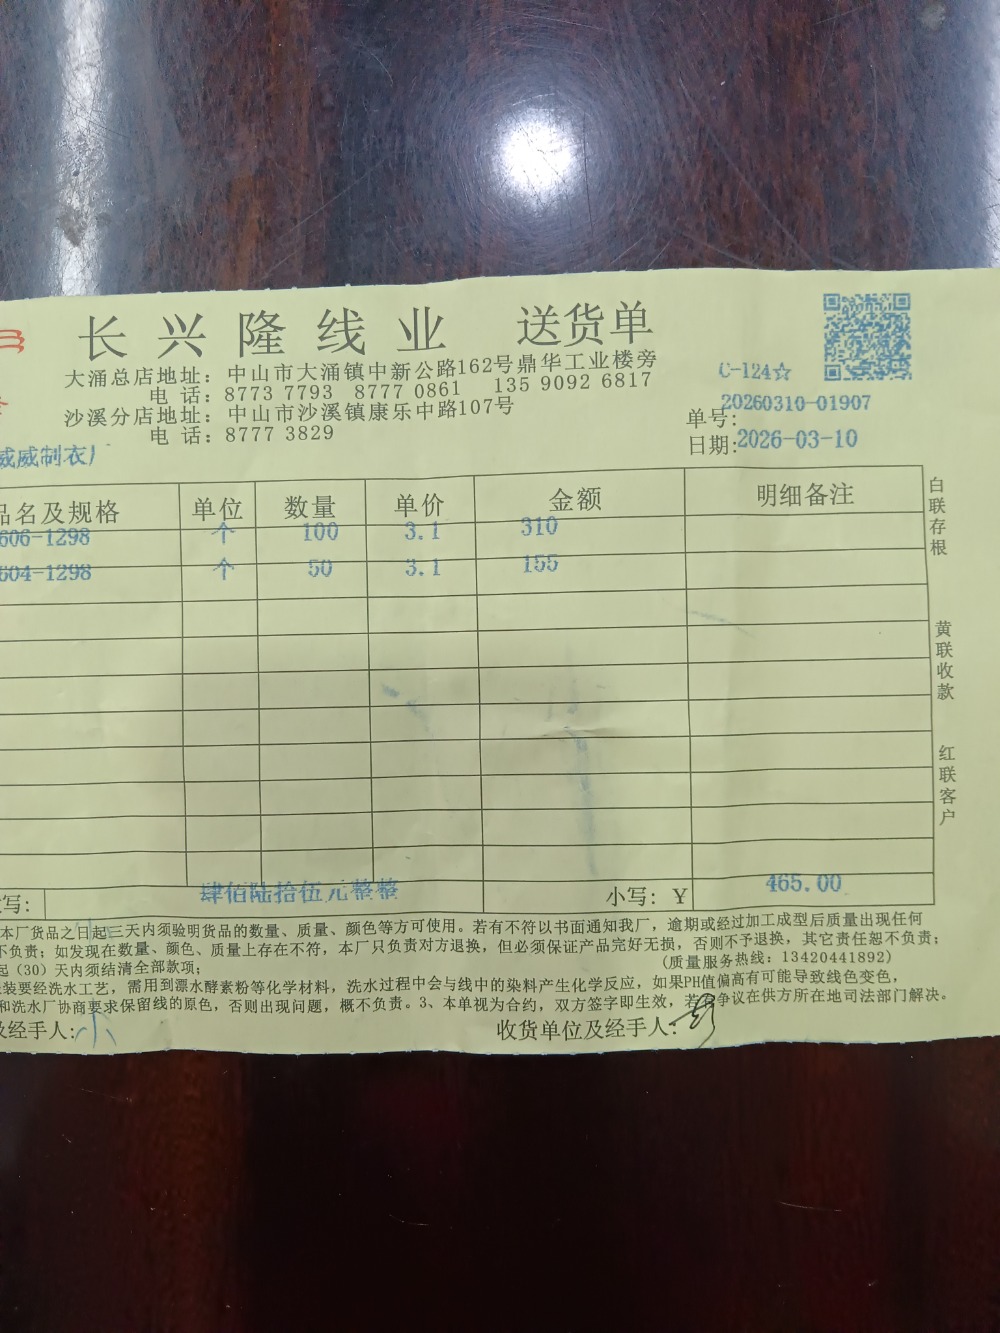 长兴隆线业 送货单
大涌总店地址：中山市大涌镇中新公路162号鼎华工业楼旁
电 话：8773 7793 8777 0861 135 9092 6817
沙溪分店地址：中山市沙溪镇康乐中路107号
电 话：8777 3829
C-124☆
单号：20260310-01907
日期：2026-03-10
威威制衣厂
品名及规格 单位 数量 单价 金额 明细备注
606-1298 个 100 3.1 310
604-1298 个 50 3.1 155
白联存根
黄联收款
红联客户
写： 肆佰陆拾伍元整整 小写：￥ 465.00
本厂货品之日起三天内须验明货品的数量、质量、颜色等方可使用。若有不符以书面通知我厂，逾期或经过加工成型后质量出现任何
不负责；如发现在数量、颜色、质量上存在不符，本厂只负责对方退换，但必须保证产品完好无损，否则不予退换，其它责任恕不负责；
起（30）天内须结清全部款项； （质量服务热线：13420441892）
装要经洗水工艺，需用到漂水酵素粉等化学材料，洗水过程中会与线中的染料产生化学反应，如果PH值偏高有可能导致线色变色，
和洗水厂协商要求保留线的原色，否则出现问题，概不负责。3、本单视为合约，双方签字即生效，若 争议在供方所在地司法部门解决。
及经手人：小 收货单位及经手人：